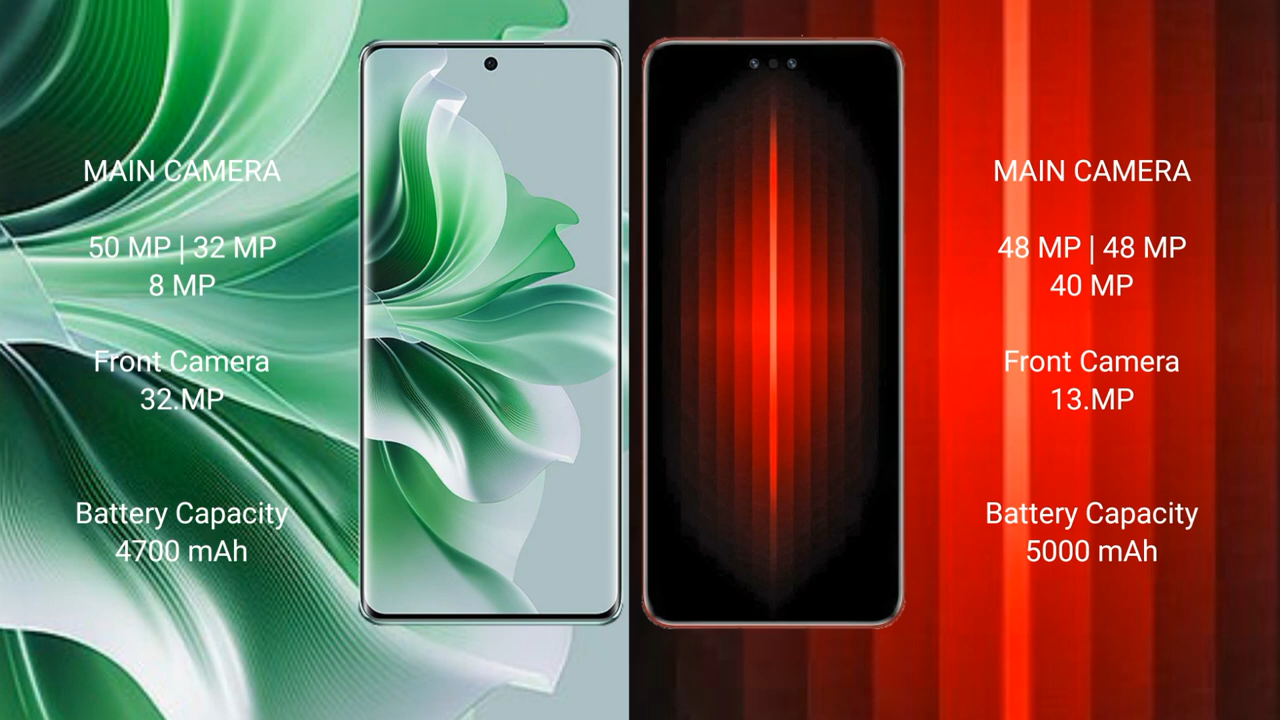 MAIN CAMERA
50 MP | 32 MP
8 MP
Front Camera
32.MP
Battery Capacity
4700 mAh
MAIN CAMERA
48 MP | 48 MP
40 MP
Front Camera
13.MP
Battery Capacity
5000 mAh